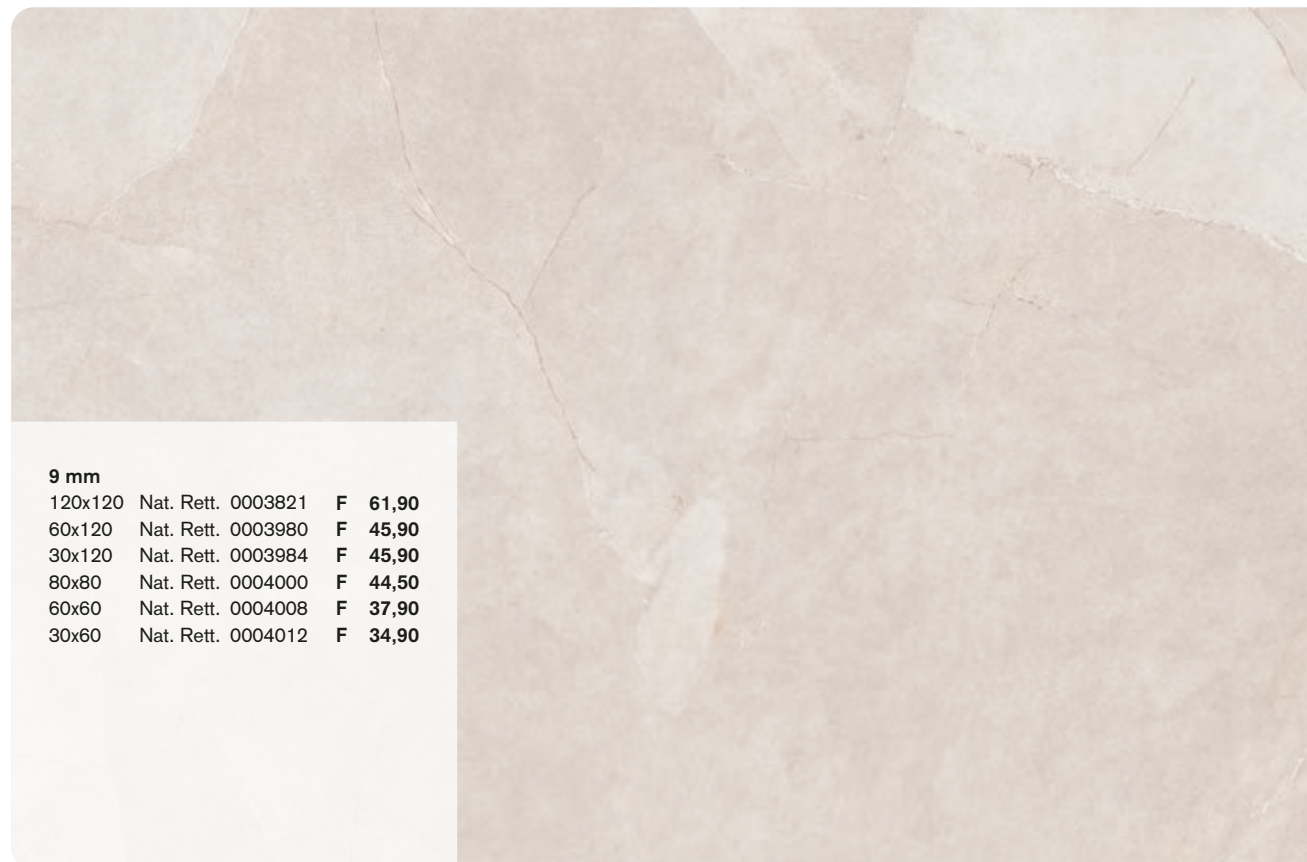 9 mm
120x120 Nat. Rett. 0003821 F 61,90
60x120 Nat. Rett. 0003980 F 45,90
30x120 Nat. Rett. 0003984 F 45,90
80x80 Nat. Rett. 0004000 F 44,50
60x60 Nat. Rett. 0004008 F 37,90
30x60 Nat. Rett. 0004012 F 34,90